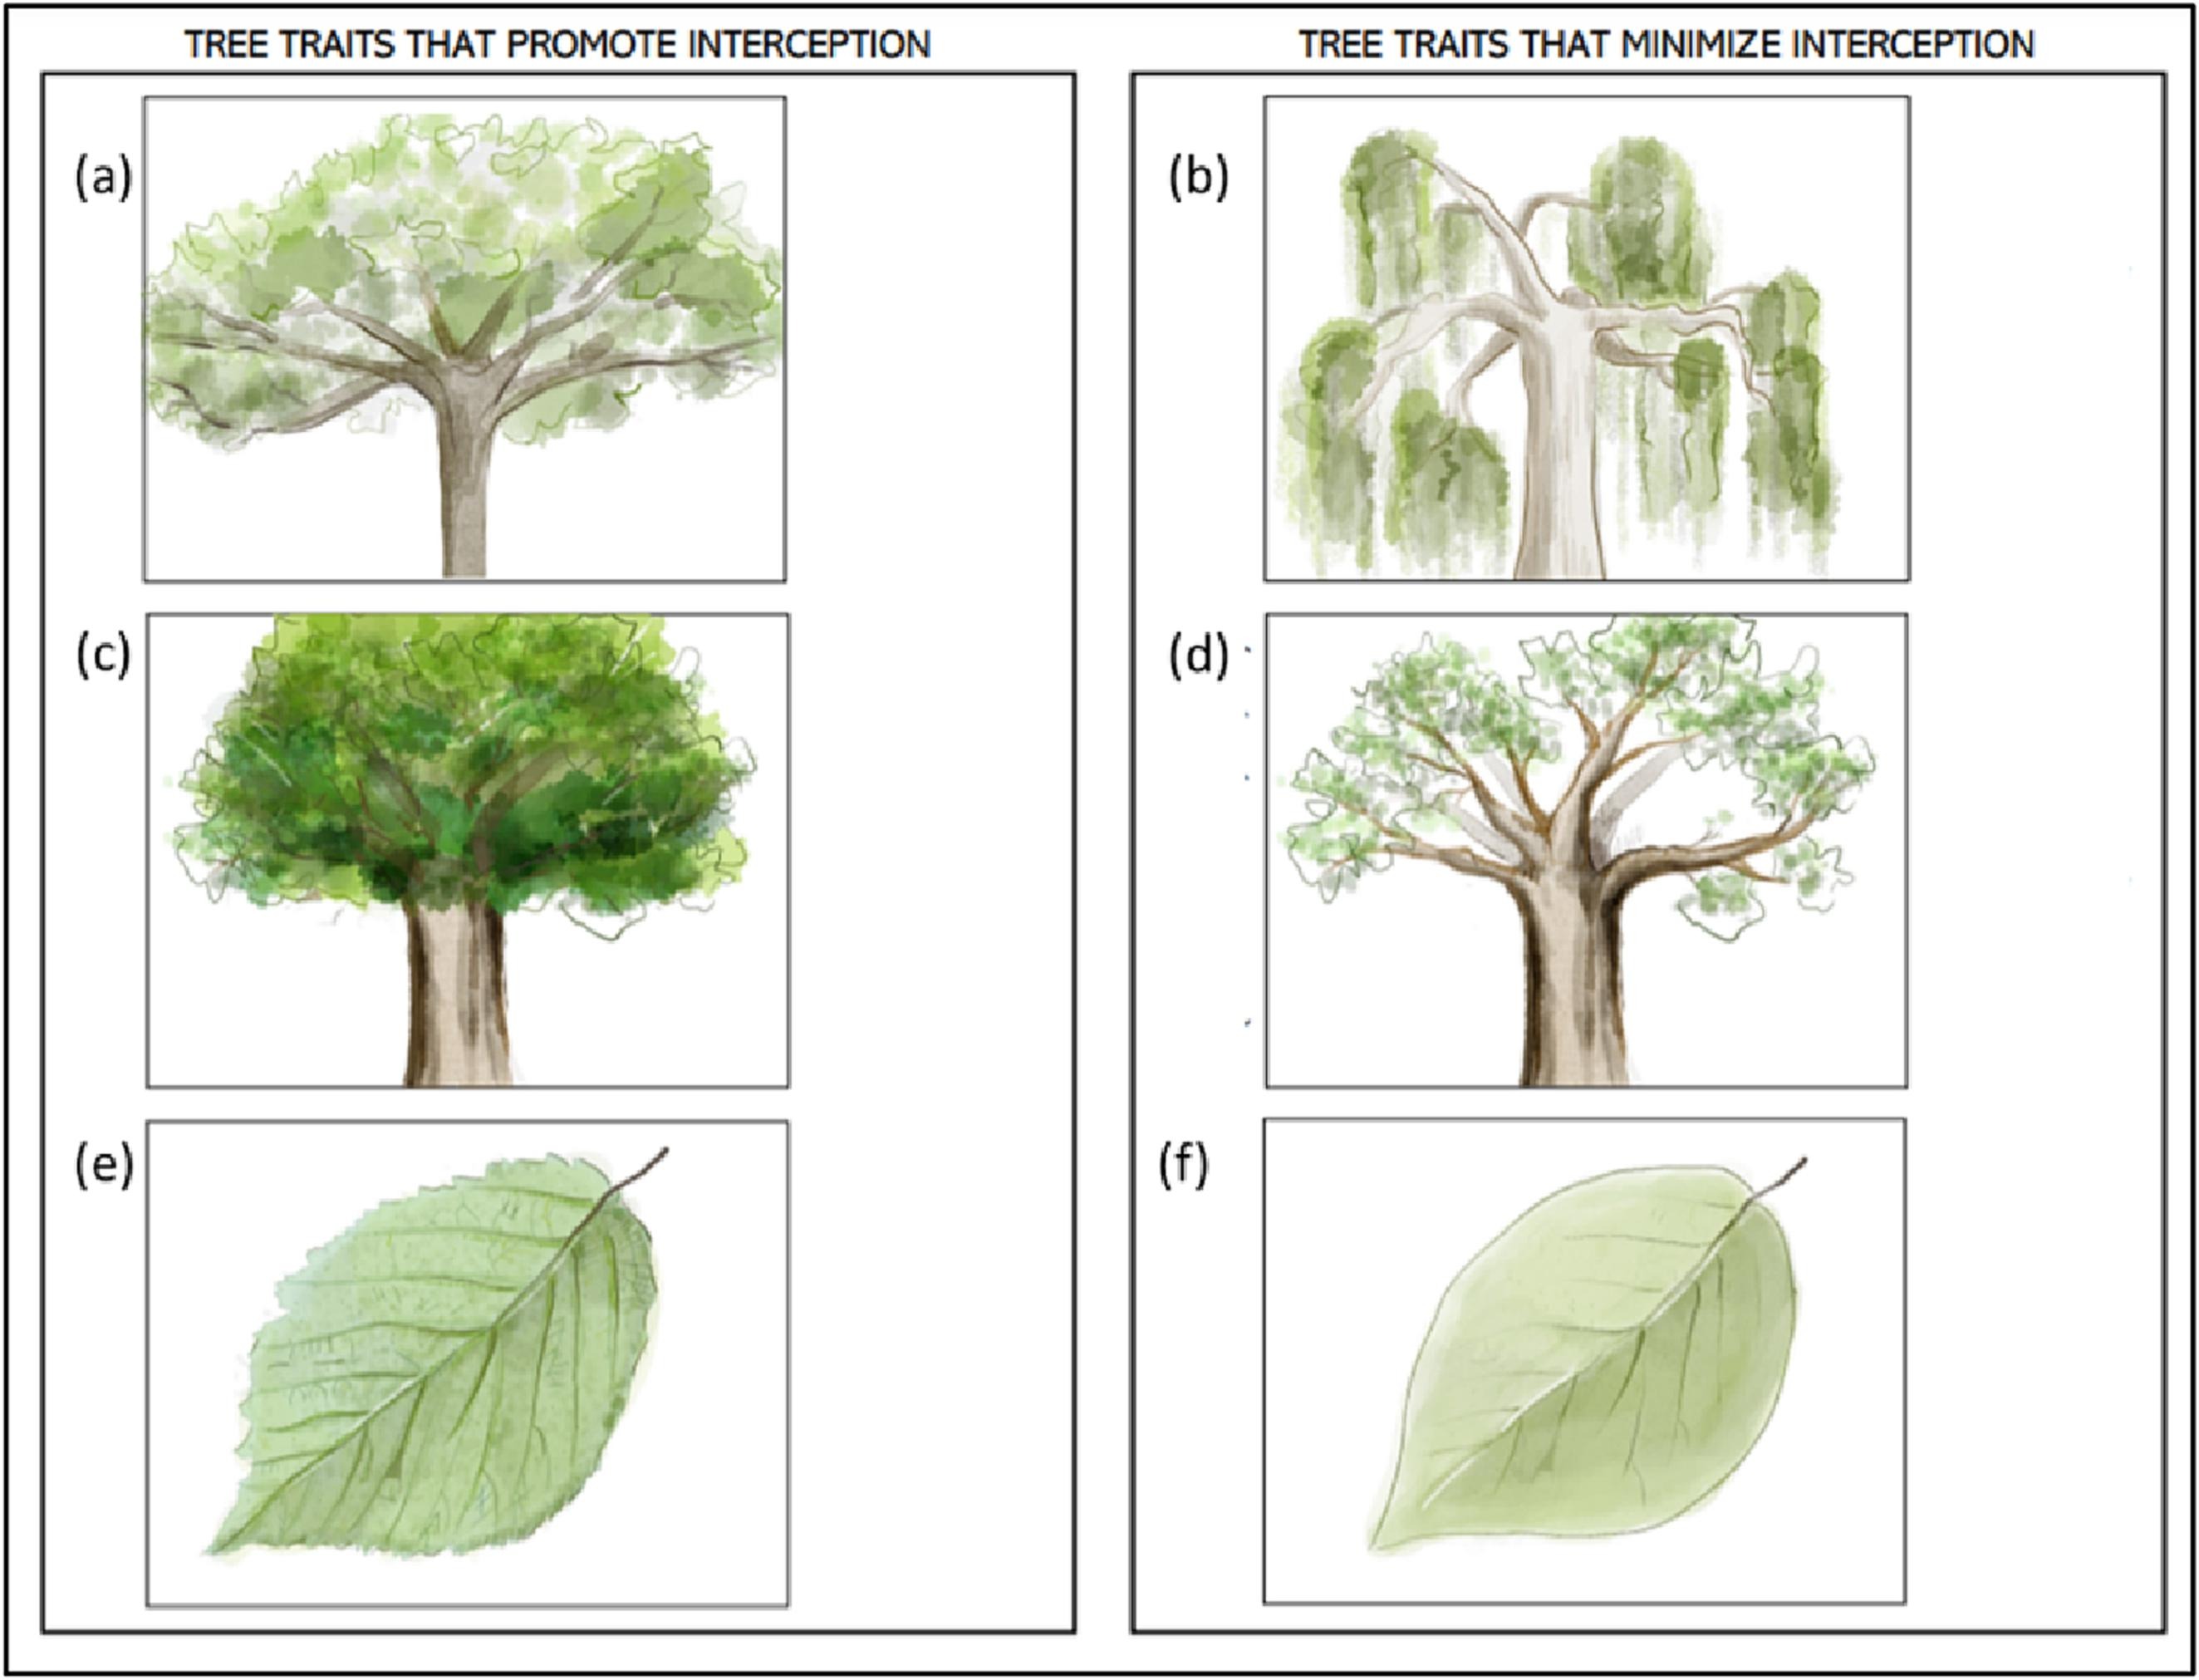 TREE TRAITS THAT PROMOTE INTERCEPTION
TREE TRAITS THAT MINIMIZE INTERCEPTION
(a)
(b)
(c)
(d)
(e)
(f)